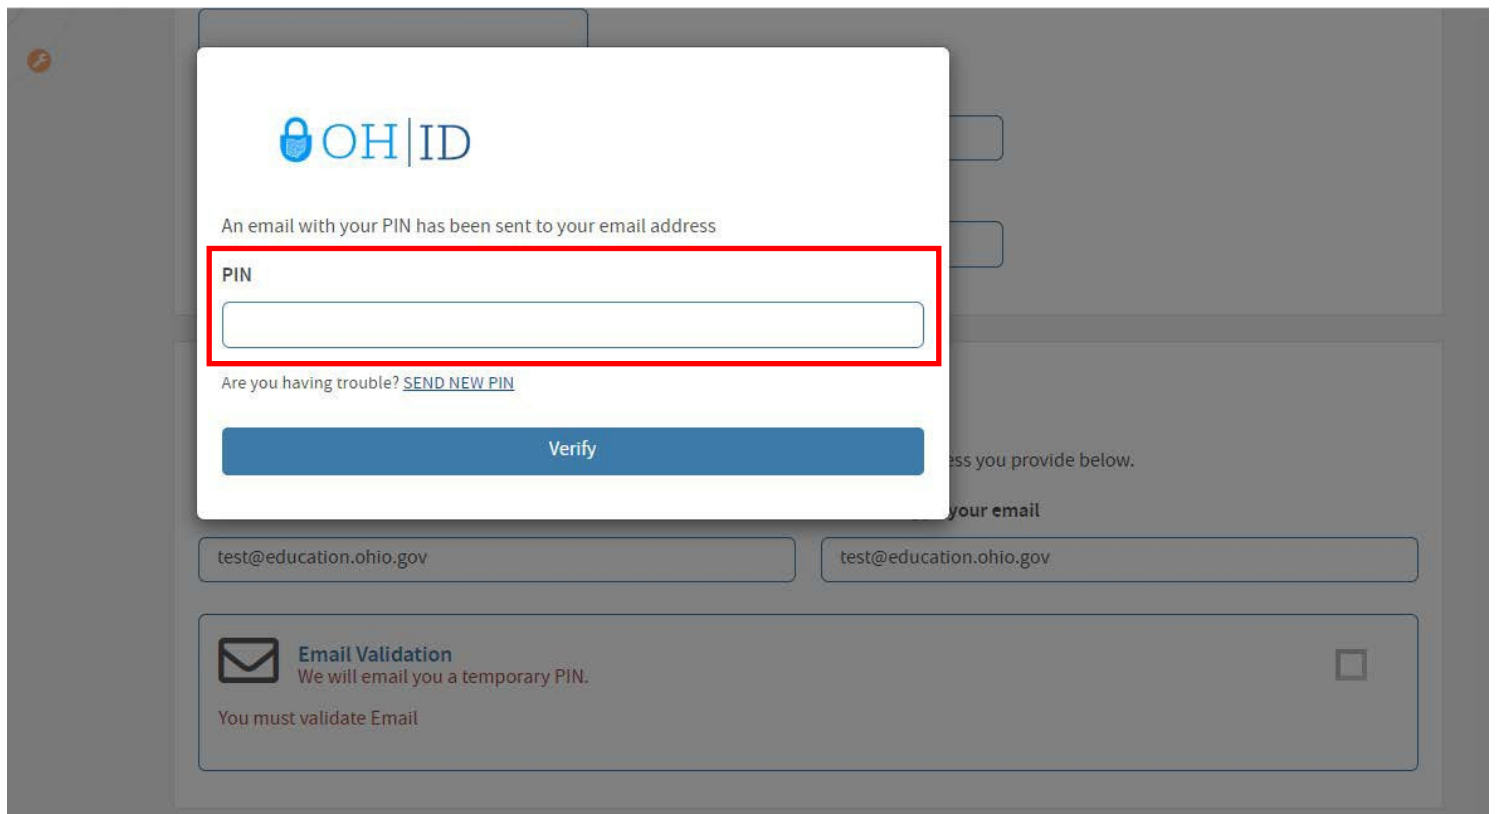 OH|ID
An email with your PIN has been sent to your email address
PIN
Are you having trouble? SEND NEW PIN
Verify
you provide below.
your email
test@education.ohio.gov
test@education.ohio.gov
Email Validation
We will email you a temporary PIN.
You must validate Email